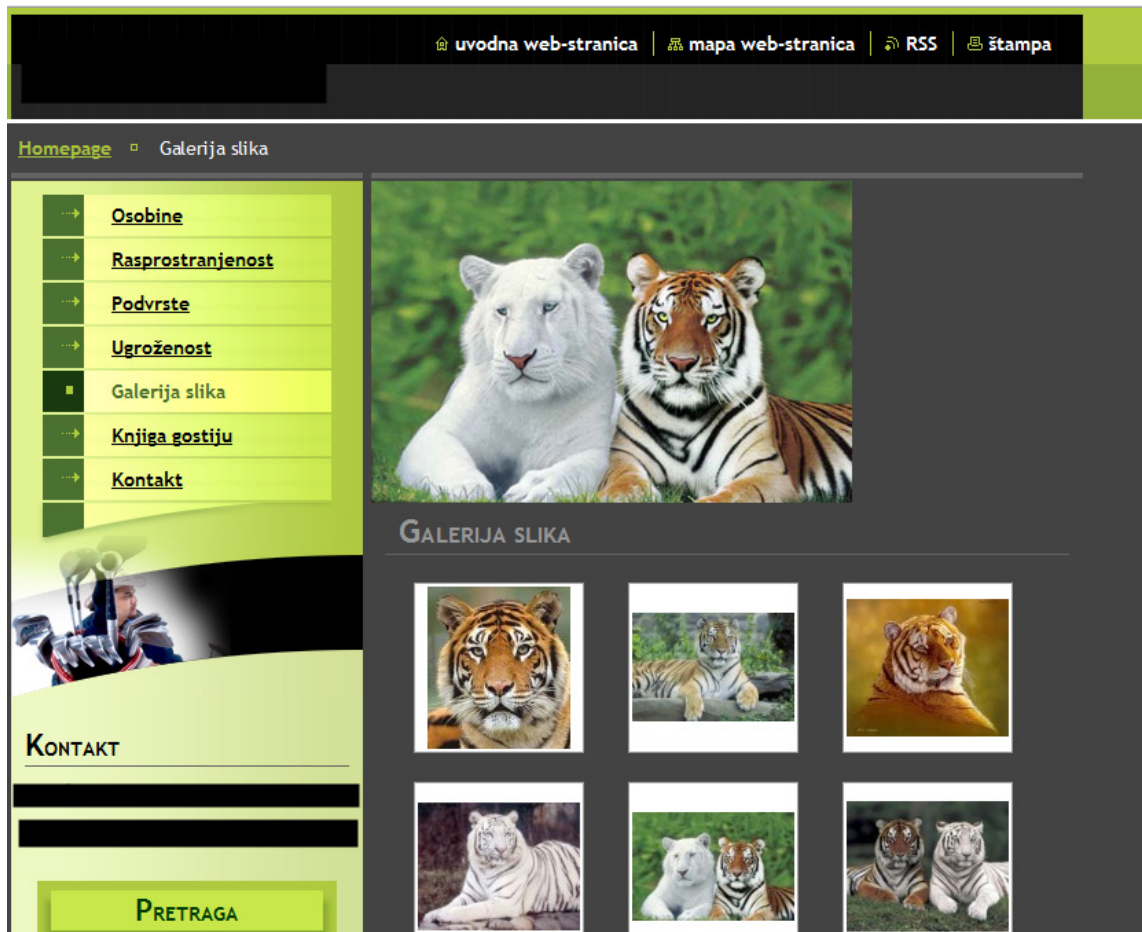 uvodna web-stranica mapa web-stranica RSS štampa
Homepage Galerija slika
Osobine
Rasprostranjenost
Podvrste
Ugroženost
Galerija slika
Knjiga gostiju
Kontakt
GALERIJA SLIKA
KONTAKT
PRETRAGA